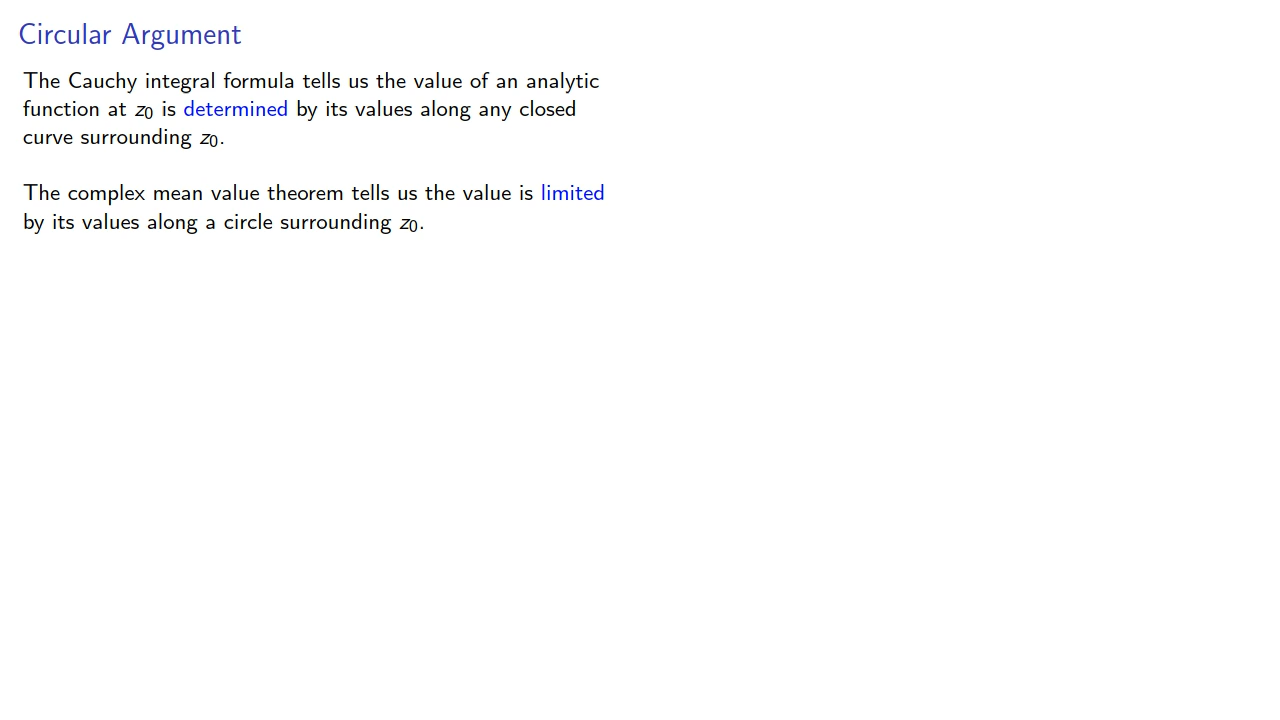 Circular Argument
The Cauchy integral formula tells us the value of an analytic
function at z₀ is determined by its values along any closed
curve surrounding z₀.
The complex mean value theorem tells us the value is limited
by its values along a circle surrounding z₀.